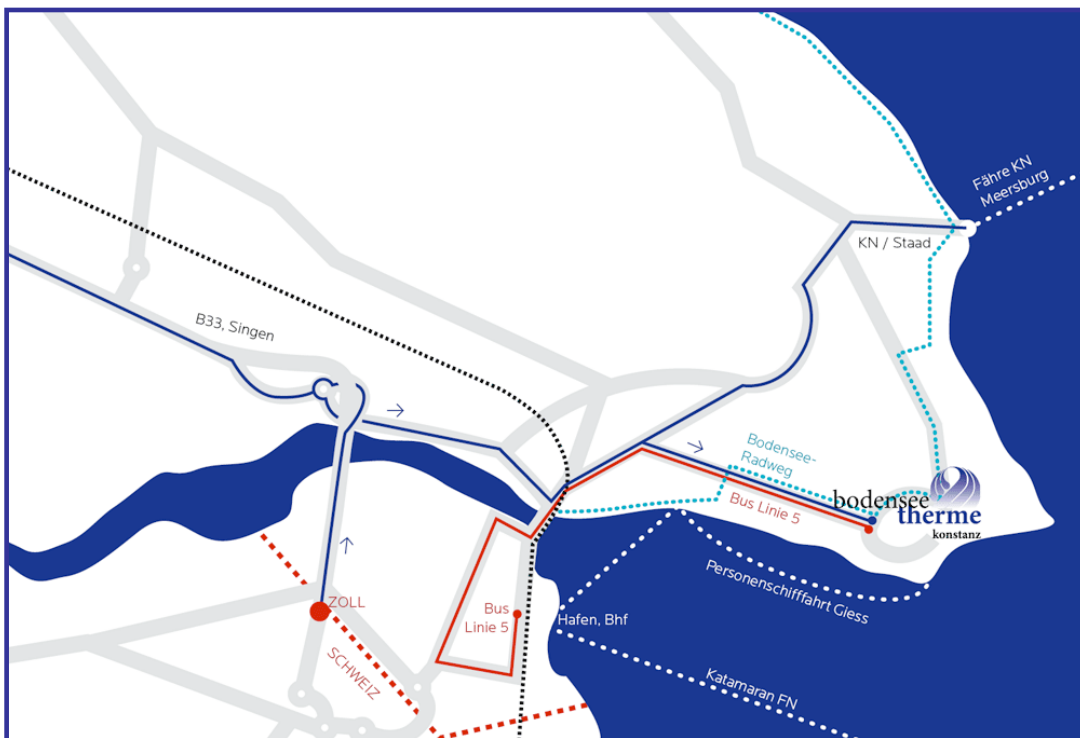 Fähre KN
Meersburg
KN / Staad
B33, Singen
Bodensee-
Radweg
Bus Linie 5
bodensee
therme
konstanz
Personenschifffahrt Giess
ZOLL
Bus
Linie 5
Hafen, Bhf
SCHWEIZ
Katamaran FN